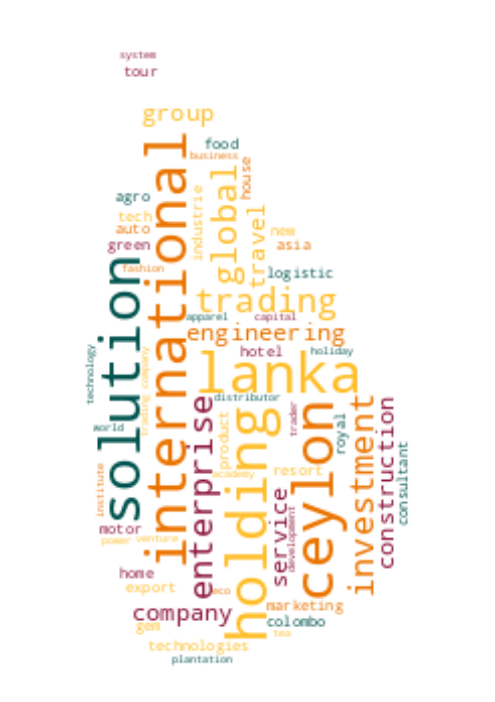 system
tour
group
food
business
international
house
global
industrie
agro
tech
auto
green
travel
new
asia
fashion
solution
logistic
trading
apparel
capital
engineering
hotel
holiday
technology
trading company
lanka
distributor
enterprise
holding
product
trader
ceylon
royal
investment
construction
consultant
world
academy
resort
institute
service
development
motor
power
venture
home
export
eco
company
marketing
gem
colombo
tea
technologies
plantation